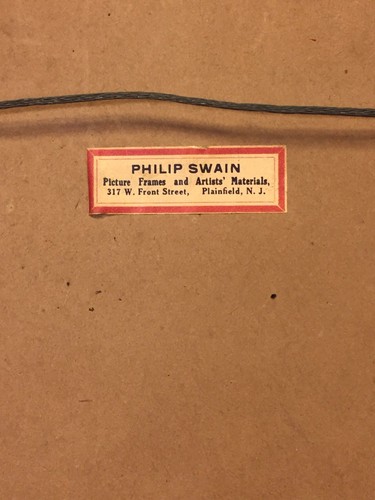 PHILIP SWAIN
Picture Frames and Artists' Materials,
317 W. Front Street, Plainfield, N. J.